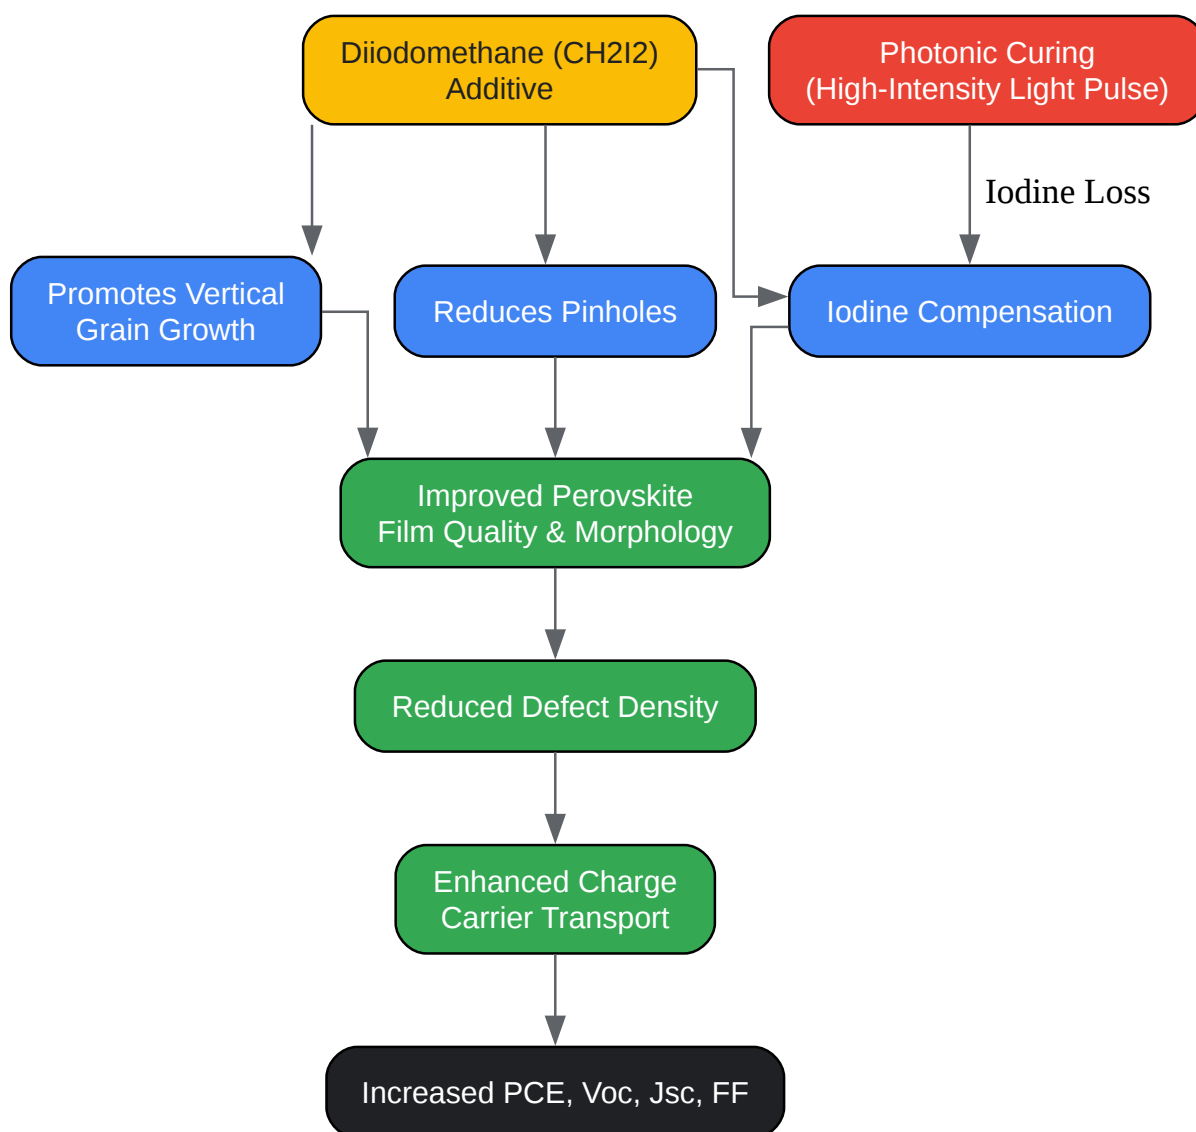 Diiodomethane (CH2I2)
Additive
Photonic Curing
(High-Intensity Light Pulse)
Iodine Loss
Promotes Vertical
Grain Growth
Reduces Pinholes
Iodine Compensation
Improved Perovskite
Film Quality & Morphology
Reduced Defect Density
Enhanced Charge
Carrier Transport
Increased PCE, Voc, Jsc, FF